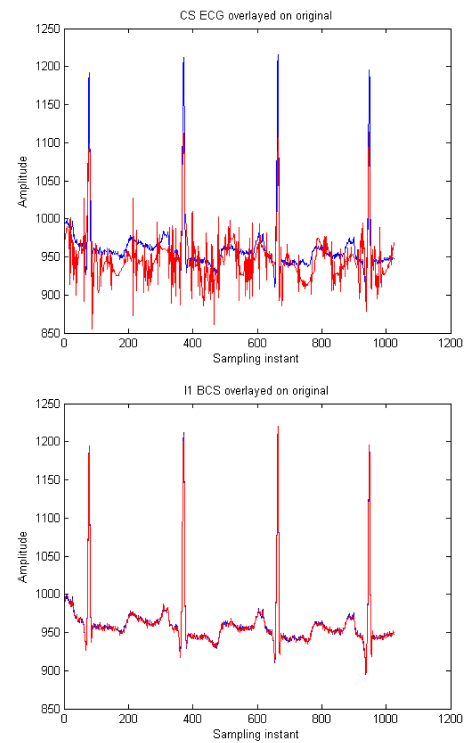 CS ECG overlayed on original
1250
1200
1150
1100
1050
1000
950
900
850
Amplitude
0 200 400 600 800 1000 1200
Sampling instant
l1 BCS overlayed on original
1250
1200
1150
1100
1050
1000
950
900
850
Amplitude
0 200 400 600 800 1000 1200
Sampling instant